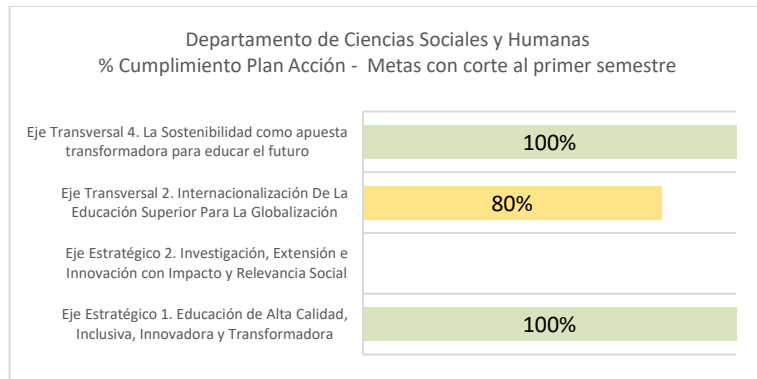 Departamento de Ciencias Sociales y Humanas
% Cumplimiento Plan Acción - Metas con corte al primer semestre
Eje Transversal 4. La Sostenibilidad como apuesta
transformadora para educar el futuro
100%
Eje Transversal 2. Internacionalización De La
Educación Superior Para La Globalización
80%
Eje Estratégico 2. Investigación, Extensión e
Innovación con Impacto y Relevancia Social
Eje Estratégico 1. Educación de Alta Calidad,
Inclusiva, Innovadora y Transformadora
100%